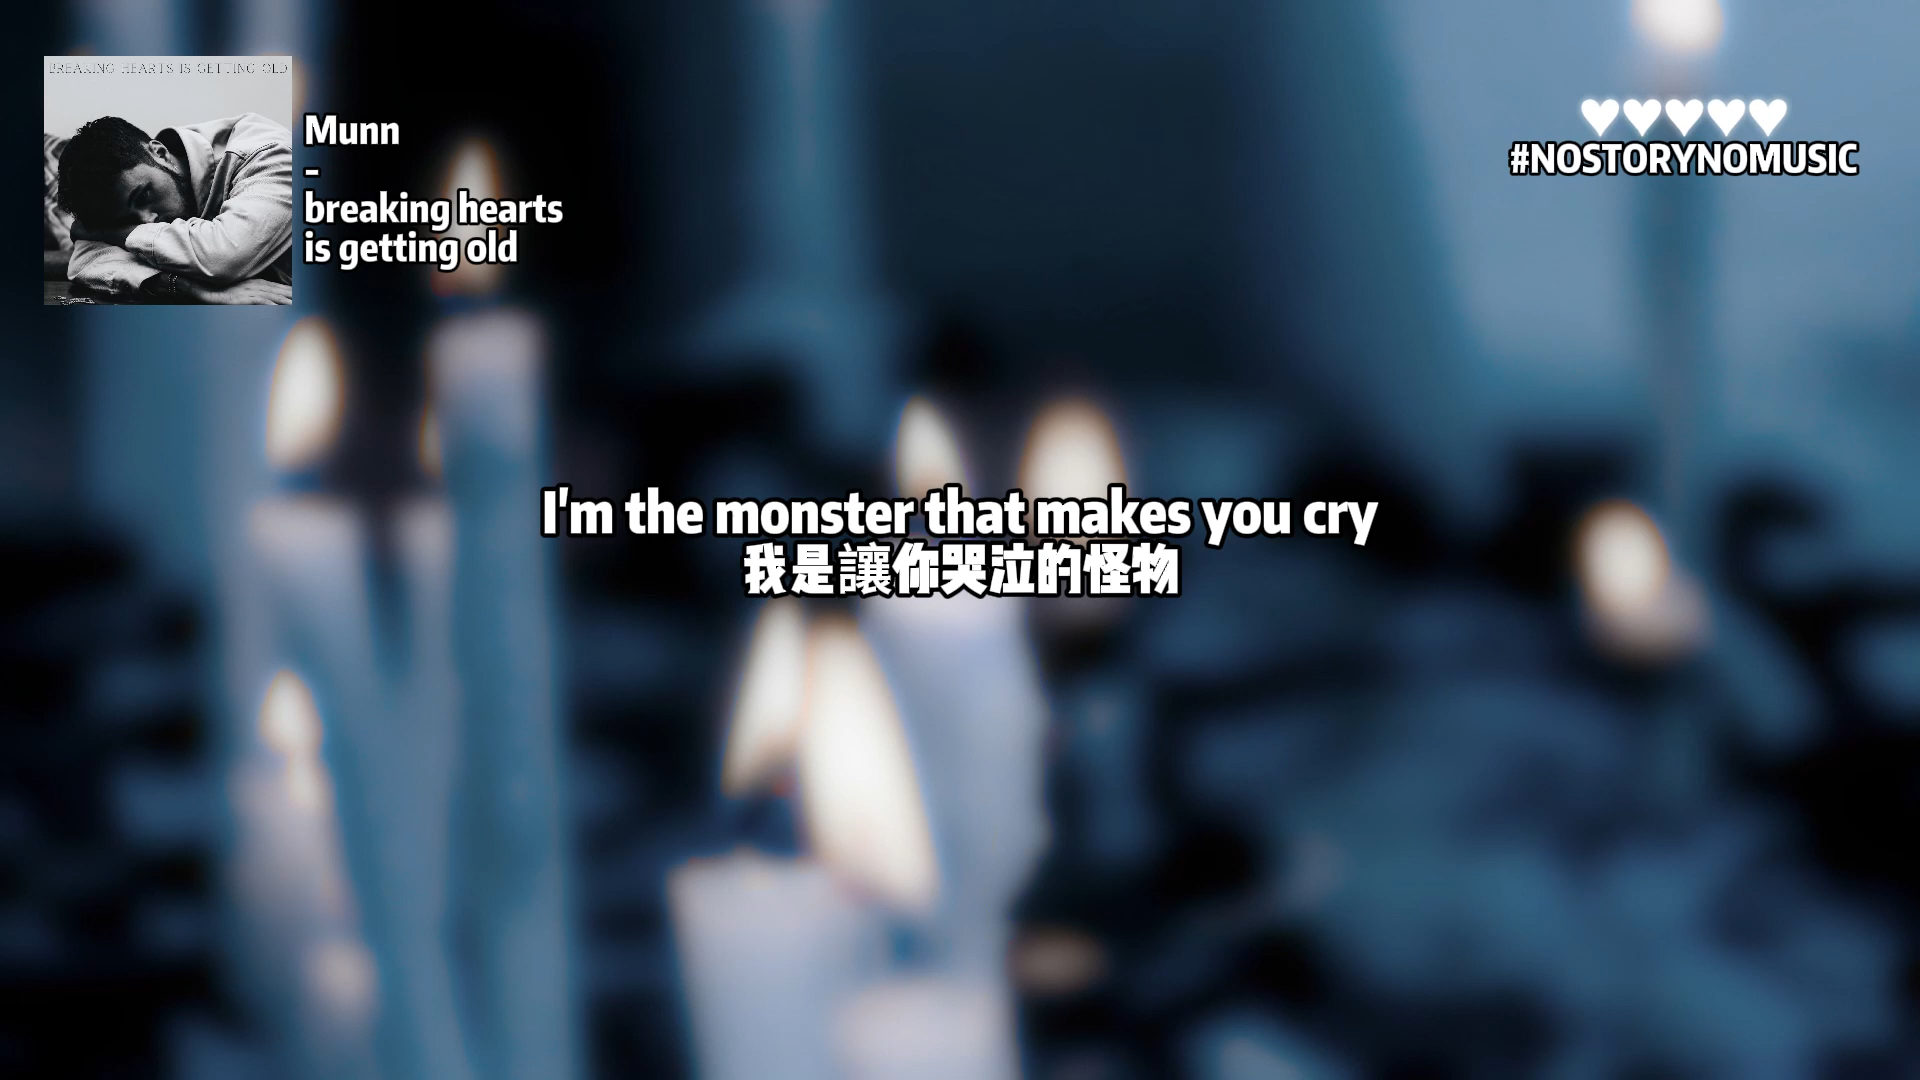 BREAKING HEARTS IS GETTING OLD
Munn
-
breaking hearts
is getting old
♥♥♥♥♥
#NOSTORYNOMUSIC
I'm the monster that makes you cry
我是讓你哭泣的怪物